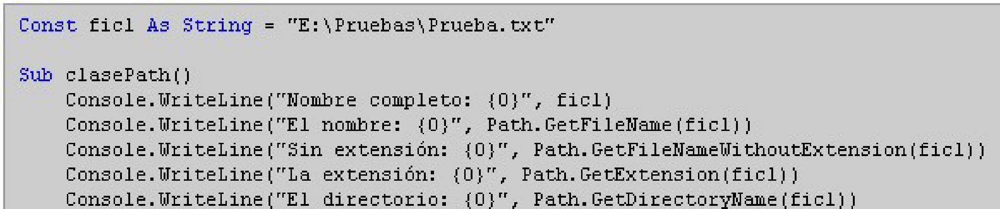 Const fic1 As String = "E:\Pruebas\Prueba.txt"
Sub clasePath()
Console.WriteLine("Nombre completo: {0}", fic1)
Console.WriteLine("El nombre: {0}", Path.GetFileName(fic1))
Console.WriteLine("Sin extensión: {0}", Path.GetFileNameWithoutExtension(fic1))
Console.WriteLine("La extensión: {0}", Path.GetExtension(fic1))
Console.WriteLine("El directorio: {0}", Path.GetDirectoryName(fic1))